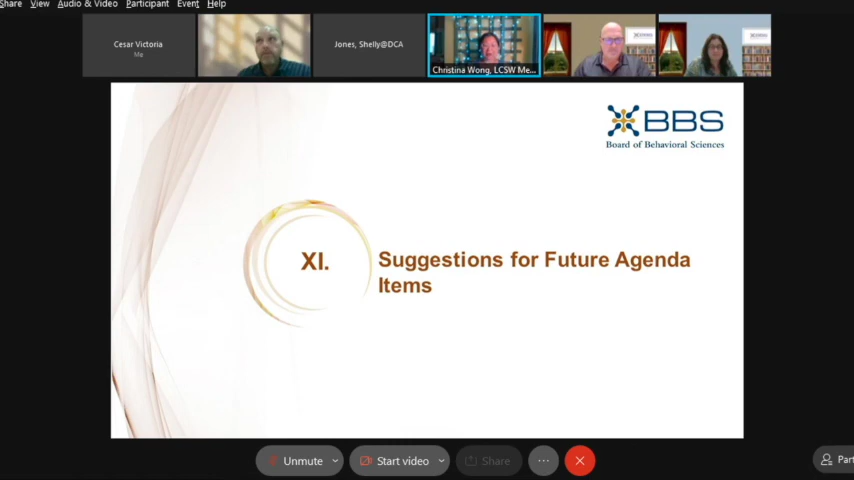 Share View Audio & Video Participant Event Help
Cesar Victoria
Me
Jones, Shelly@DCA
Christina Wong, LCSW Me...
BBS
Board of Behavioral Sciences
XI.
Suggestions for Future Agenda
Items
Unmute
Start video
Share
Part